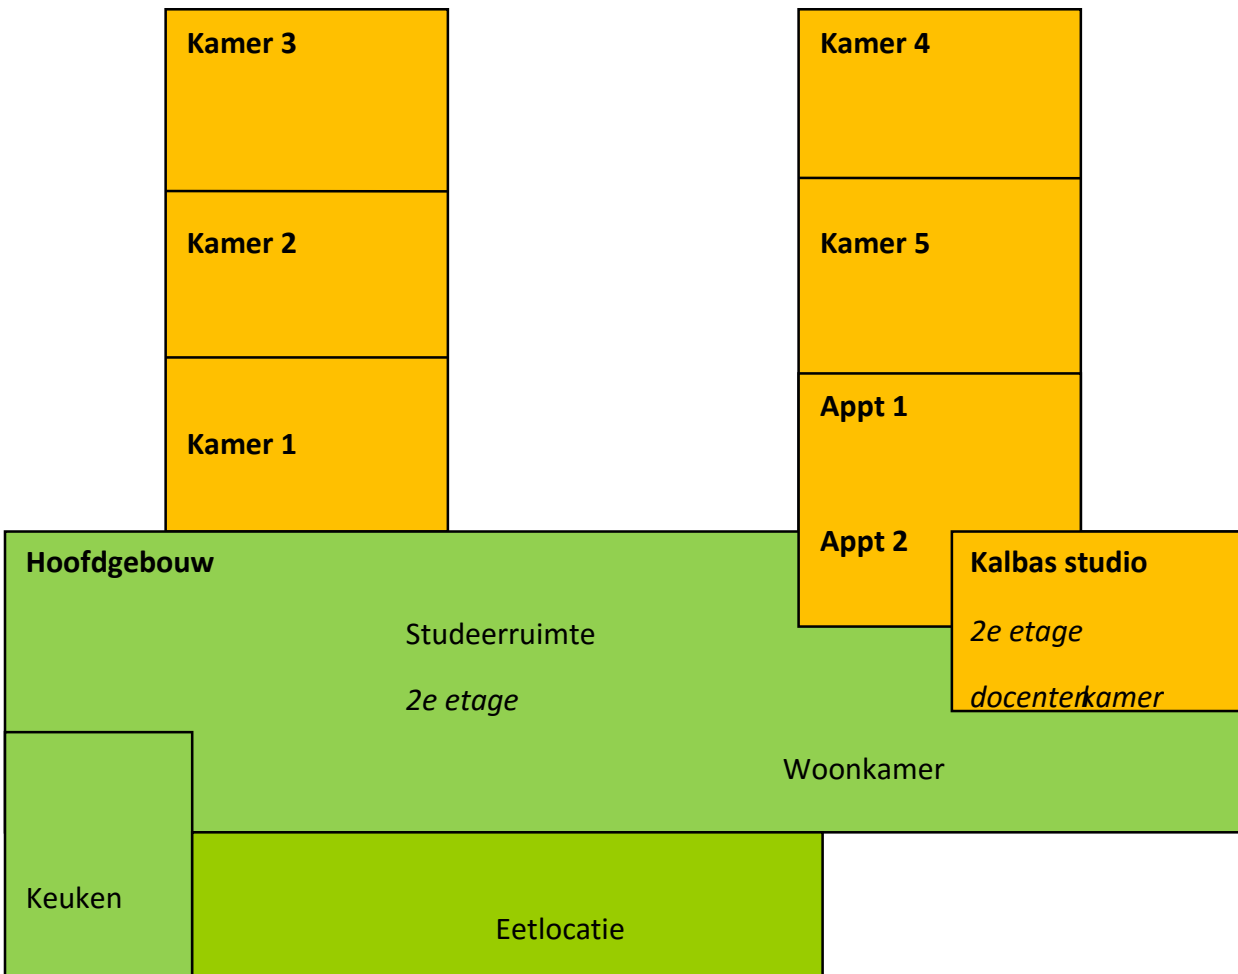 Kamer 3
Kamer 4
Kamer 2
Kamer 5
Appt 1
Kamer 1
Appt 2
Hoofdgebouw
Kalbas studio
Studeerruimte
2e etage
2e etage
docentenkamer
Woonkamer
Keuken
Eetlocatie